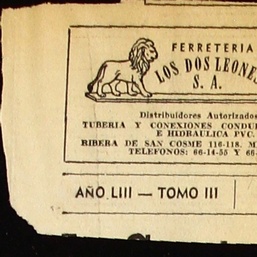 FERRETERIA
LOS DOS LEONES
S. A.
Distribuidores Autorizados
TUBERIA Y CONEXIONES
E HIDRAULICA PVC.
RIBERA DE SAN COSME 116-118.
TELEFONOS: 66-14-55 Y
AÑO LIII — TOMO III